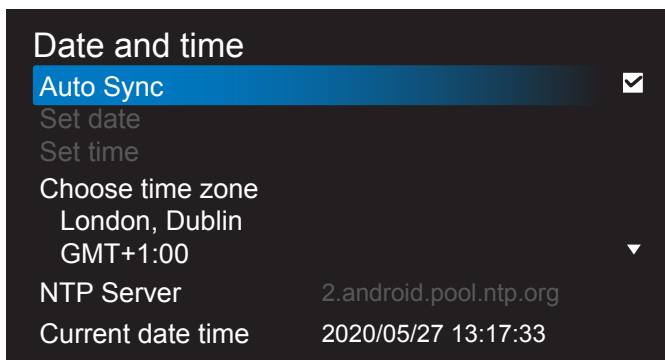 Date and time
Auto Sync
Set date
Set time
Choose time zone
London, Dublin
GMT+1:00
NTP Server 2.android.pool.ntp.org
Current date time 2020/05/27 13:17:33